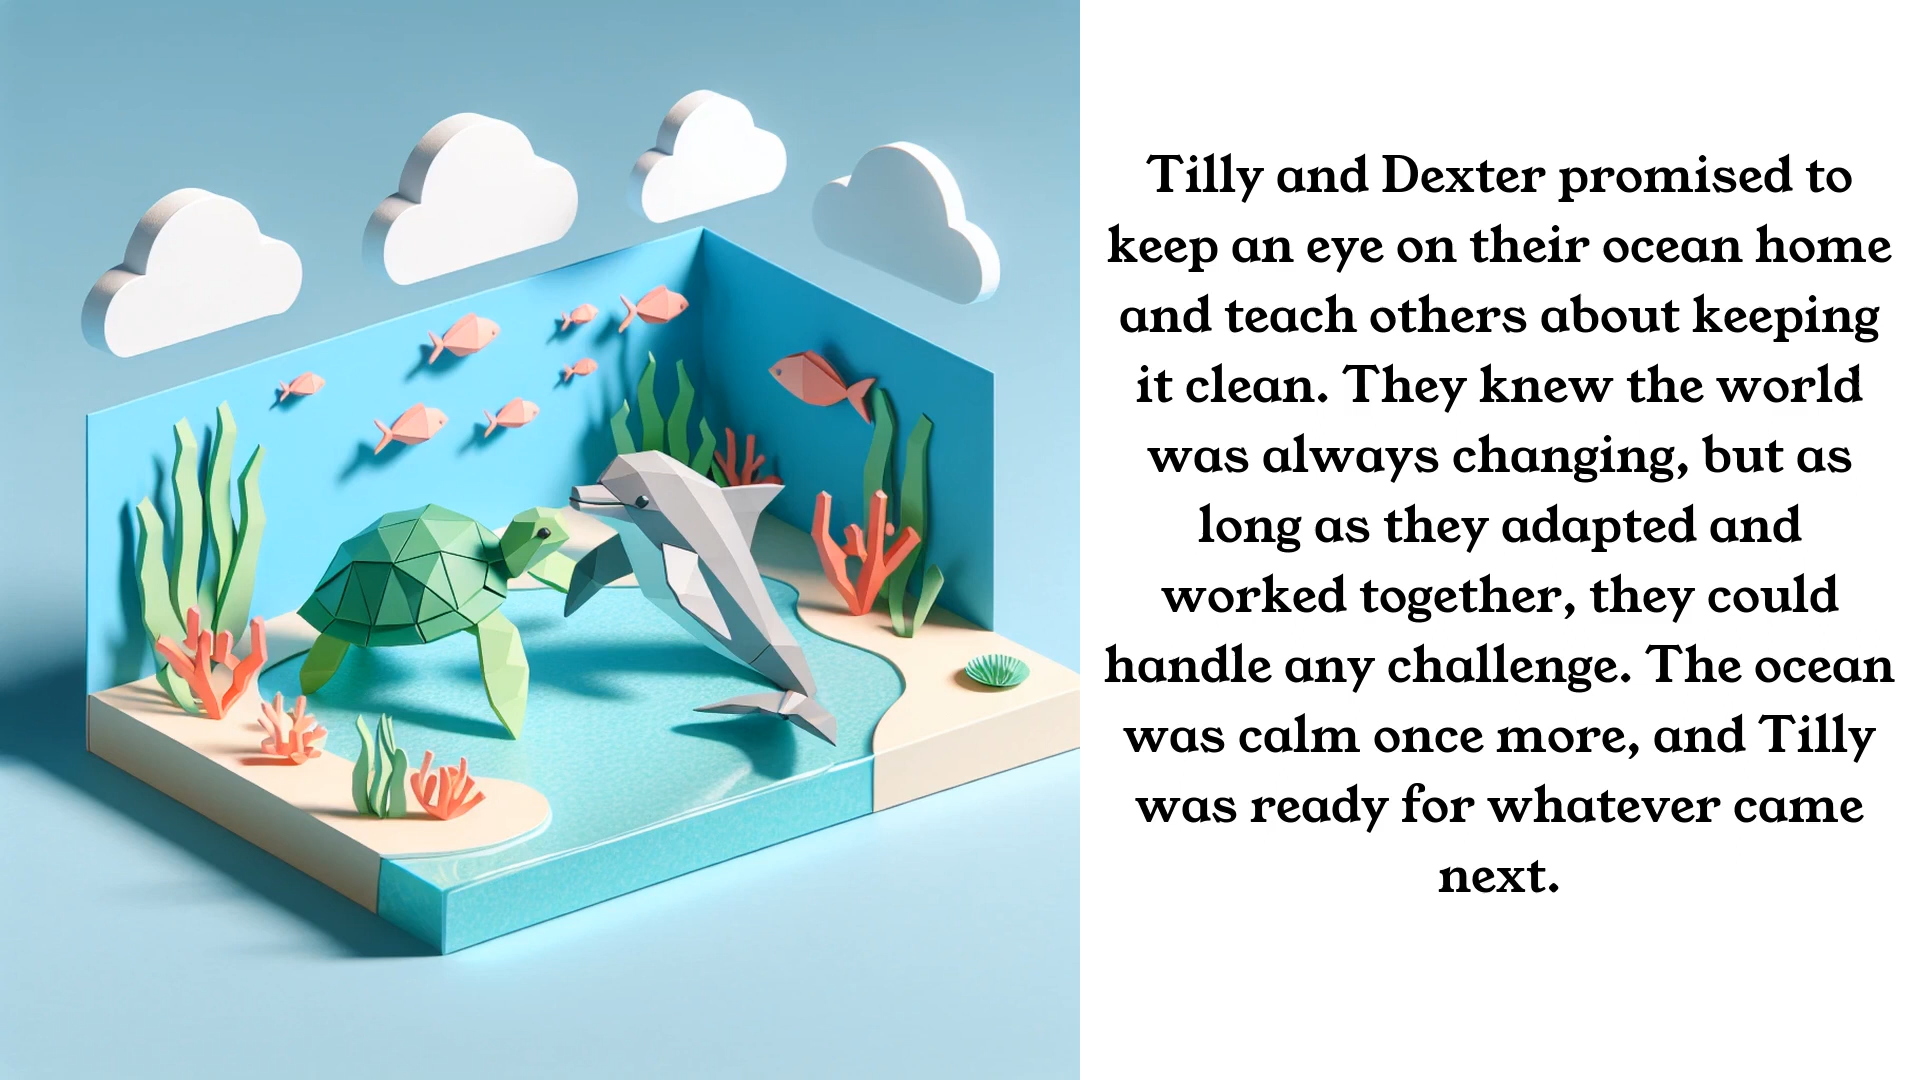 Tilly and Dexter promised to
keep an eye on their ocean home
and teach others about keeping
it clean. They knew the world
was always changing, but as
long as they adapted and
worked together, they could
handle any challenge. The ocean
was calm once more, and Tilly
was ready for whatever came
next.